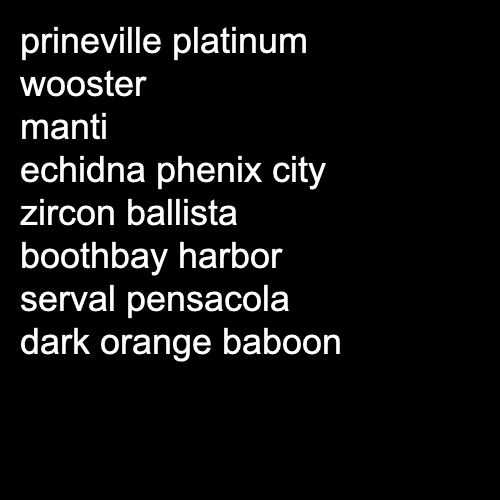 prineville platinum
wooster
manti
echidna phenix city
zircon ballista
boothbay harbor
serval pensacola
dark orange baboon